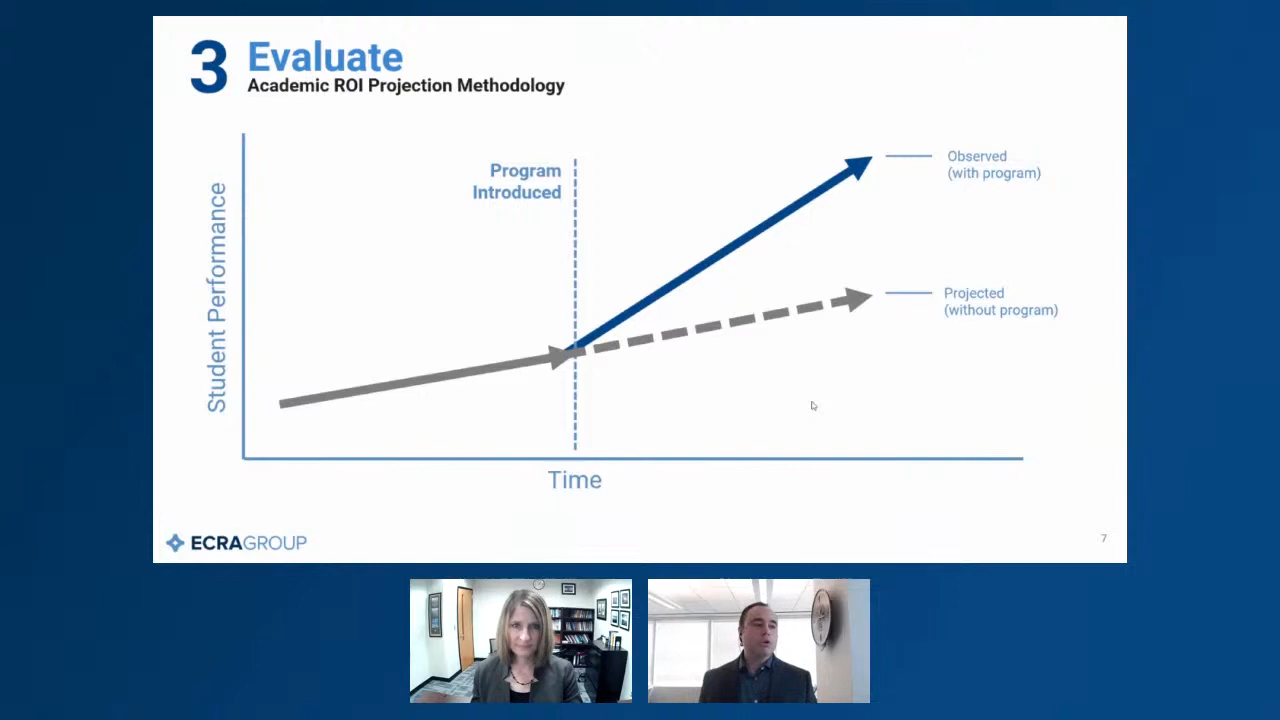 3
Evaluate
Academic ROI Projection Methodology
Program
Introduced
Observed
(with program)
Projected
(without program)
Student Performance
Time
ECRAGROUP
7